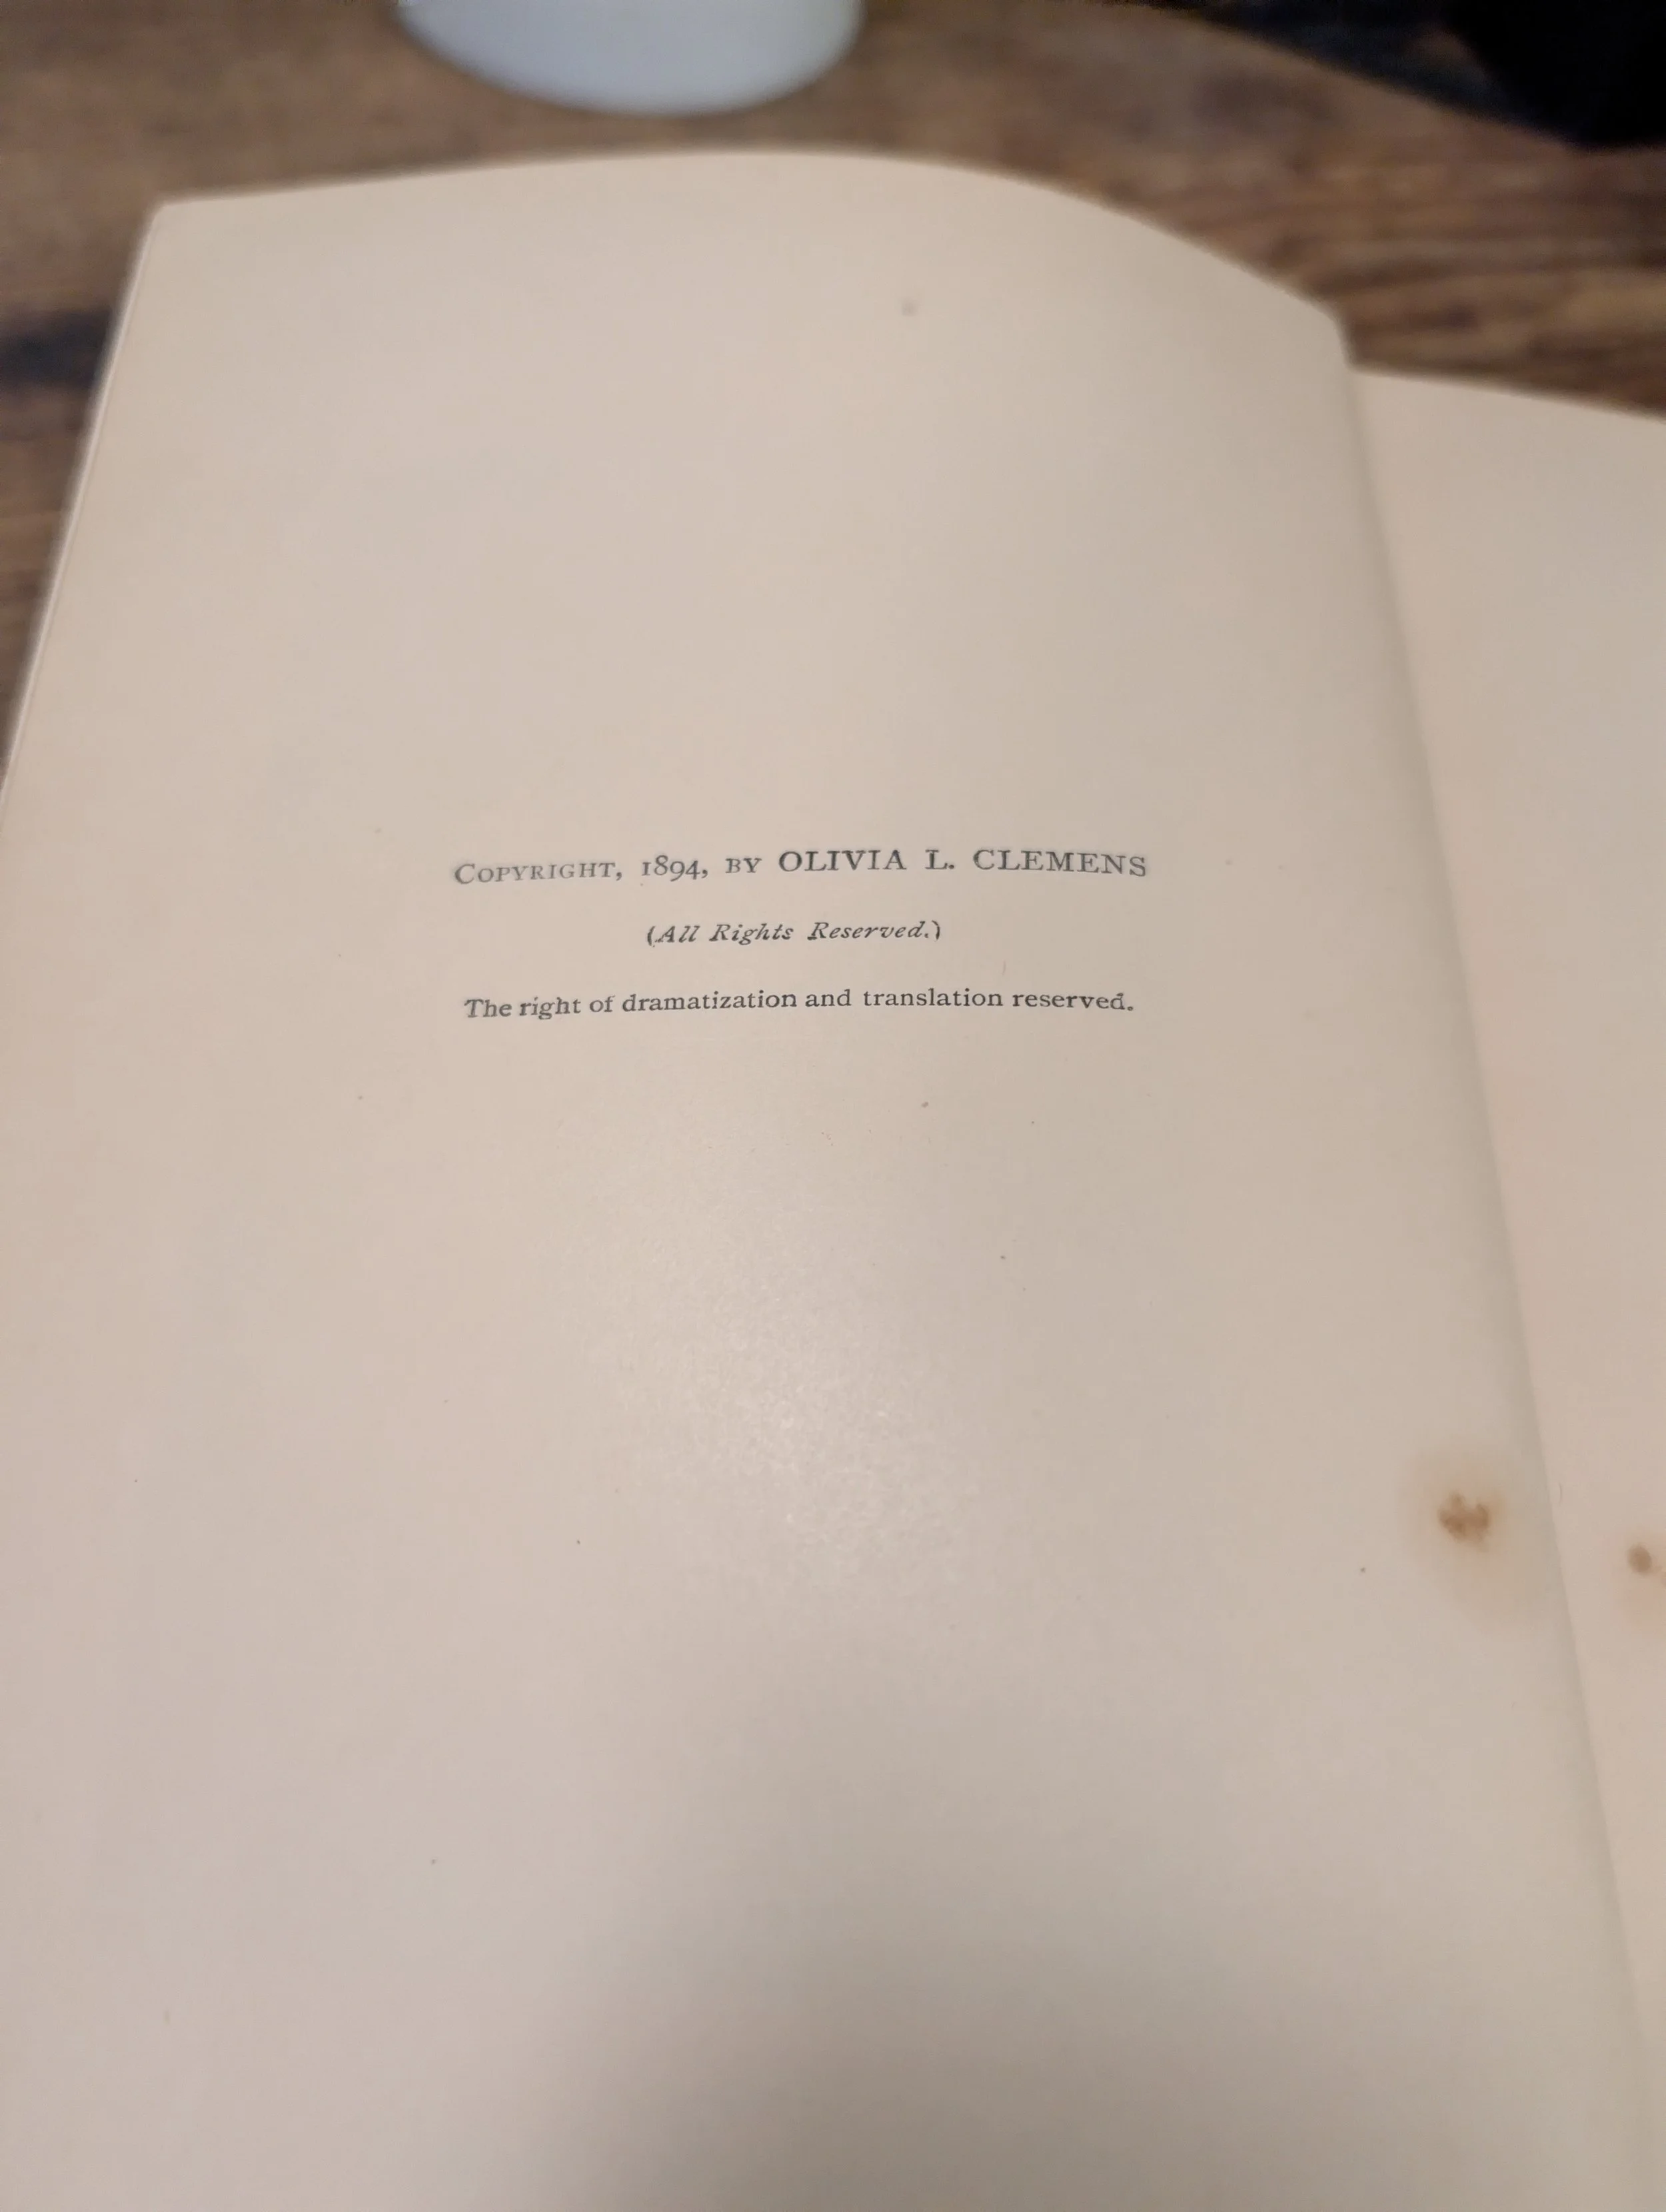 COPYRIGHT, 1894, BY OLIVIA L. CLEMENS
(All Rights Reserved.)
The right of dramatization and translation reserved.